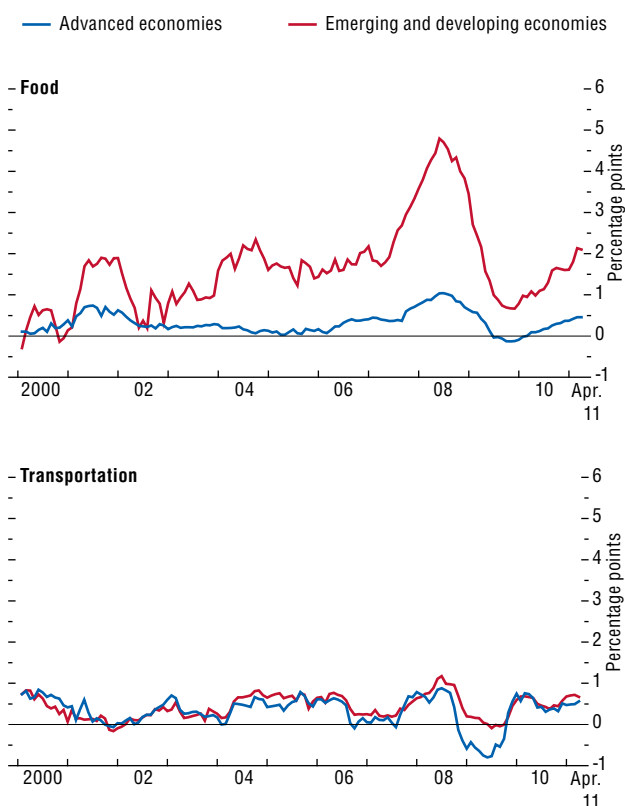 Advanced economies
Emerging and developing economies
Food
6
5
4
3
2
1
0
-1
Percentage points
2000 02 04 06 08 10 Apr.
11
Transportation
6
5
4
3
2
1
0
-1
Percentage points
2000 02 04 06 08 10 Apr.
11